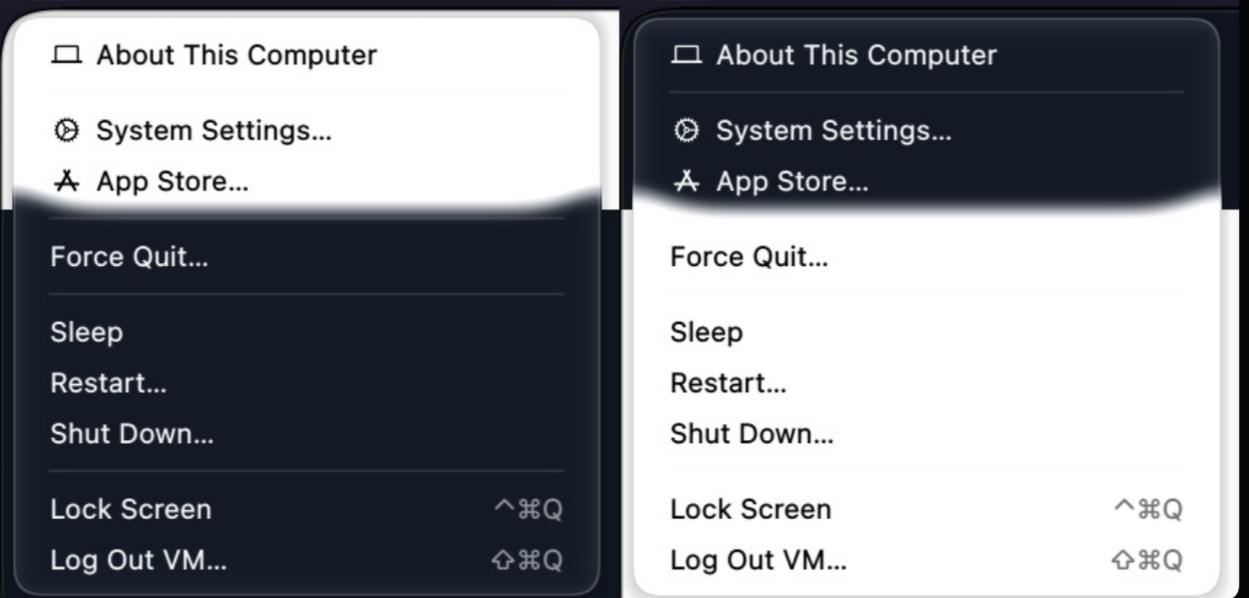 About This Computer
System Settings...
App Store...
Force Quit...
Sleep
Restart...
Shut Down...
Lock Screen ^⌘Q
Log Out VM... ⇧⌘Q
About This Computer
System Settings...
App Store...
Force Quit...
Sleep
Restart...
Shut Down...
Lock Screen ^⌘Q
Log Out VM... ⇧⌘Q